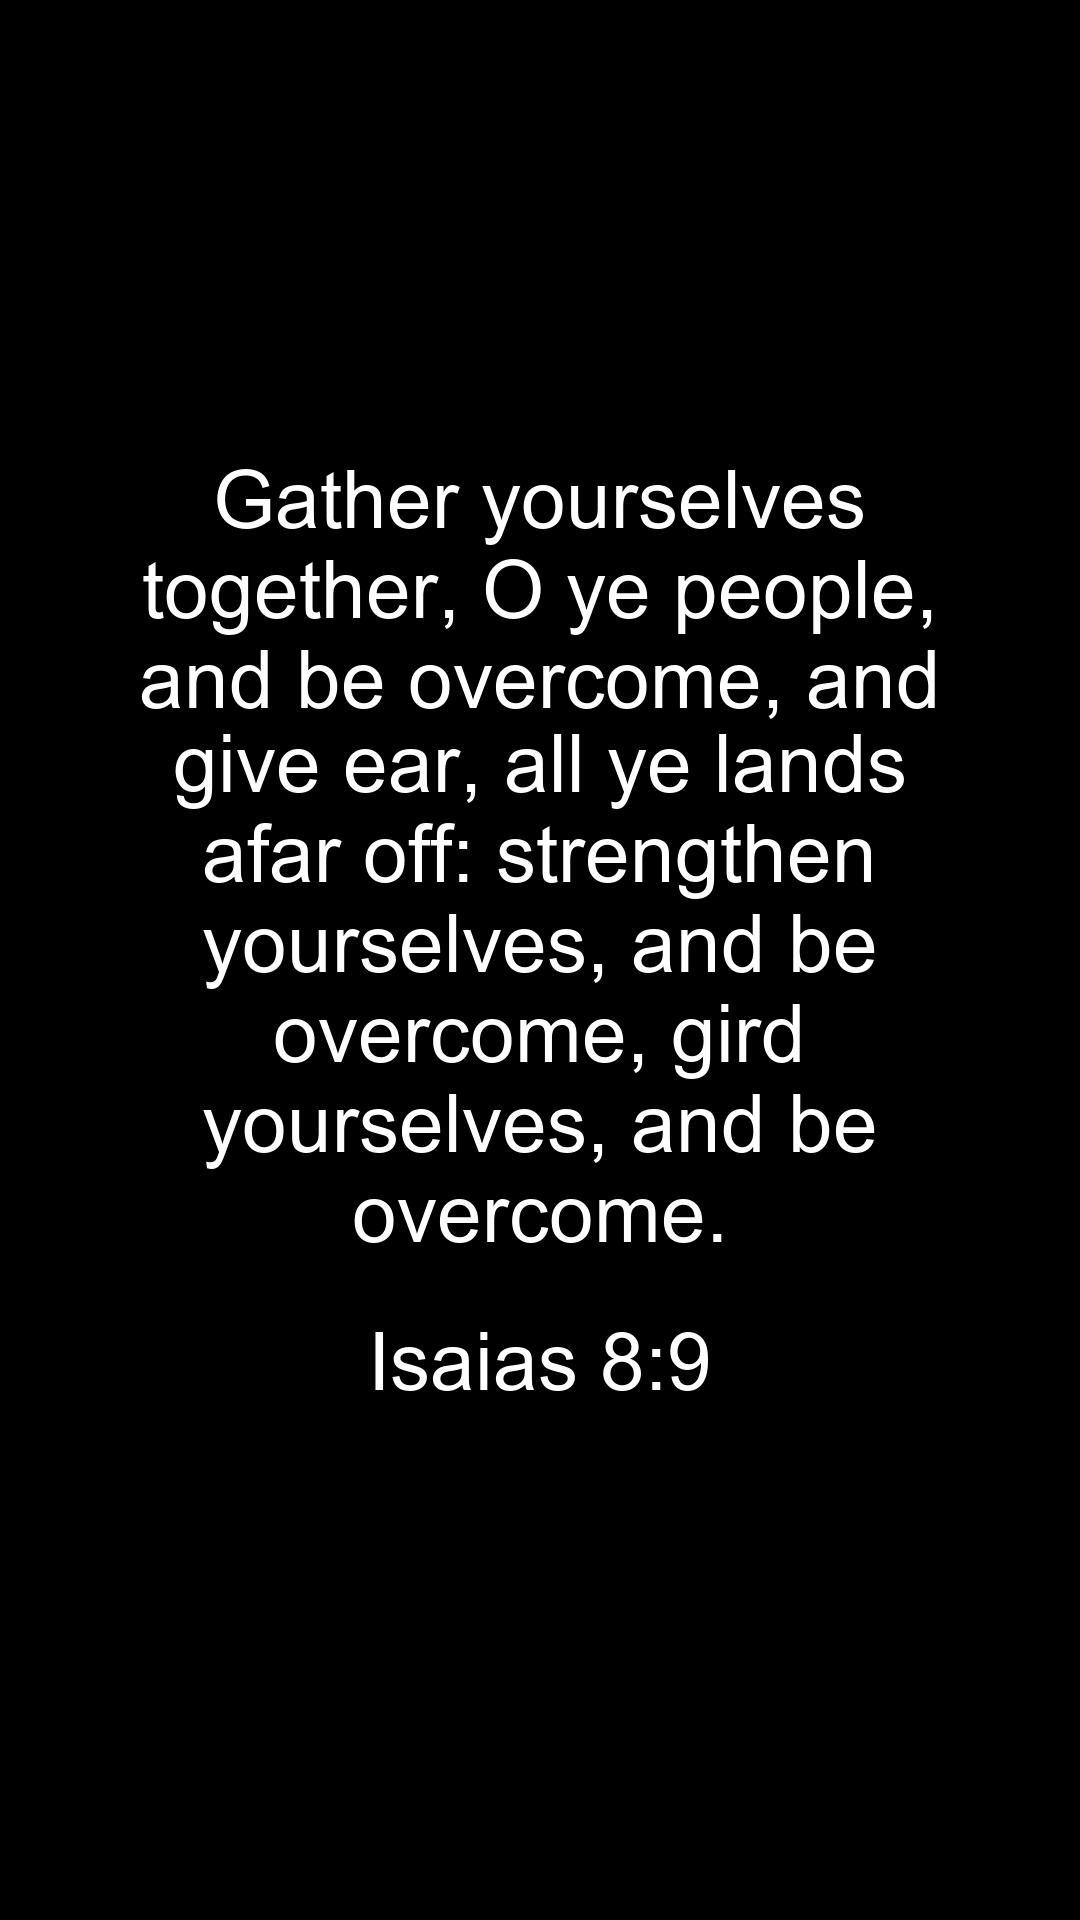 Gather yourselves
together, O ye people,
and be overcome, and
give ear, all ye lands
afar off: strengthen
yourselves, and be
overcome, gird
yourselves, and be
overcome.
Isaias 8:9